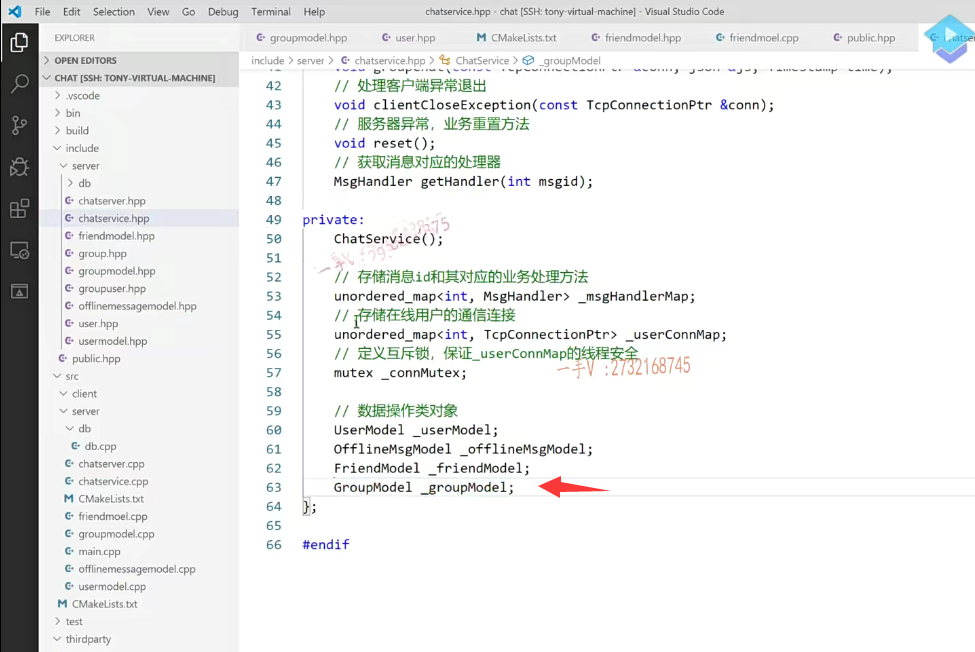 File Edit Selection View Go Debug Terminal Help
chatservice.hpp - chat [SSH: tony-virtual-machine] - Visual Studio Code
EXPLORER
groupmodel.hpp user.hpp CMakeLists.txt friendmodel.hpp friendmoel.cpp public.hpp
OPEN EDITORS
include > server > chatservice.hpp > ChatService > _groupModel
CHAT [SSH: TONY-VIRTUAL-MACHINE]
.vscode
bin
build
include
server
db
chatserver.hpp
chatservice.hpp
friendmodel.hpp
group.hpp
groupmodel.hpp
groupuser.hpp
offlinemessagemodel.hpp
user.hpp
usermodel.hpp
public.hpp
src
client
server
db
db.cpp
chatserver.cpp
chatservice.cpp
CMakeLists.txt
friendmoel.cpp
groupmodel.cpp
main.cpp
offlinemessagemodel.cpp
usermodel.cpp
CMakeLists.txt
test
thirdparty
41 void groupChat(const TcpConnectionPtr &conn, json &js, Timestamp time);
42 // 处理客户端异常退出
43 void clientCloseException(const TcpConnectionPtr &conn);
44 // 服务器异常，业务重置方法
45 void reset();
46 // 获取消息对应的处理器
47 MsgHandler getHandler(int msgid);
48
49 private:
50 ChatService();
51
52 // 存储消息id和其对应的业务处理方法
53 unordered_map<int, MsgHandler> _msgHandlerMap;
54 // 存储在线用户的通信连接
55 unordered_map<int, TcpConnectionPtr> _userConnMap;
56 // 定义互斥锁，保证_userConnMap的线程安全
57 mutex _connMutex;
一手V :2732168745
58
59 // 数据操作类对象
60 UserModel _userModel;
61 OfflineMsgModel _offlineMsgModel;
62 FriendModel _friendModel;
63 GroupModel _groupModel;
64 };
65
66 #endif